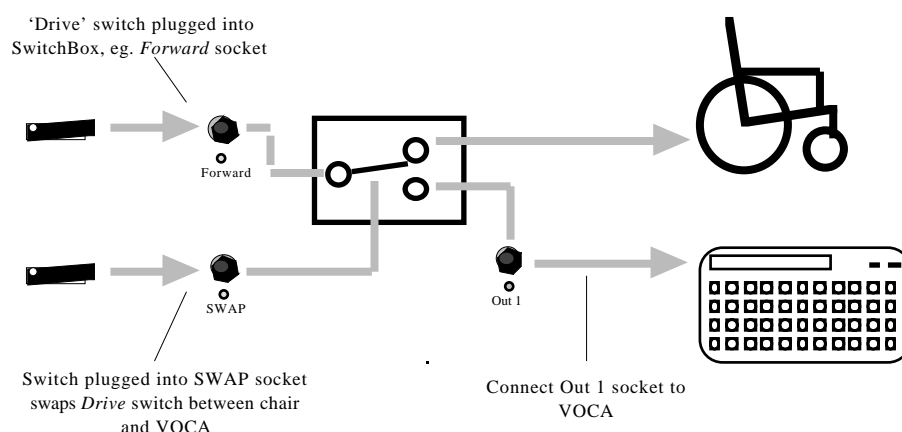 ‘Drive’ switch plugged into
SwitchBox, eg. Forward socket
Forward
SWAP
Out 1
Switch plugged into SWAP socket
swaps Drive switch between chair
and VOCA
Connect Out 1 socket to
VOCA